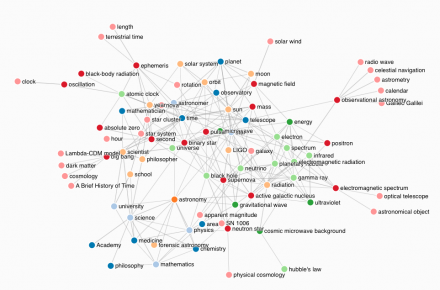 length
terrestrial time
solar wind
ephemeris
solar system
planet
radio wave
celestial navigation
black-body radiation
moon
clock
oscillation
rotation
orbit
magnetic field
astrometry
atomic clock
observatory
calendar
supernova
astronomer
observational astronomy
Galileo Galilei
mathematician
sun
mass
star cluster
time
telescope
energy
absolute zero
star system
pulsar
microwave
hour
second
binary star
electron
positron
universe
LIGO
galaxy
spectrum
Lambda-CDM model
scientist
infrared
big bang
philosopher
electromagnetic radiation
dark matter
neutrino
cosmology
school
black hole
gamma ray
supernova
A Brief History of Time
radiation
electromagnetic spectrum
active galactic nucleus
optical telescope
university
astronomy
gravitational wave
ultraviolet
science
apparent magnitude
astronomical object
area
SN 1006
physics
neutron star
cosmic microwave background
Academy
medicine
forensic astronomy
chemistry
philosophy
mathematics
hubble's law
physical cosmology